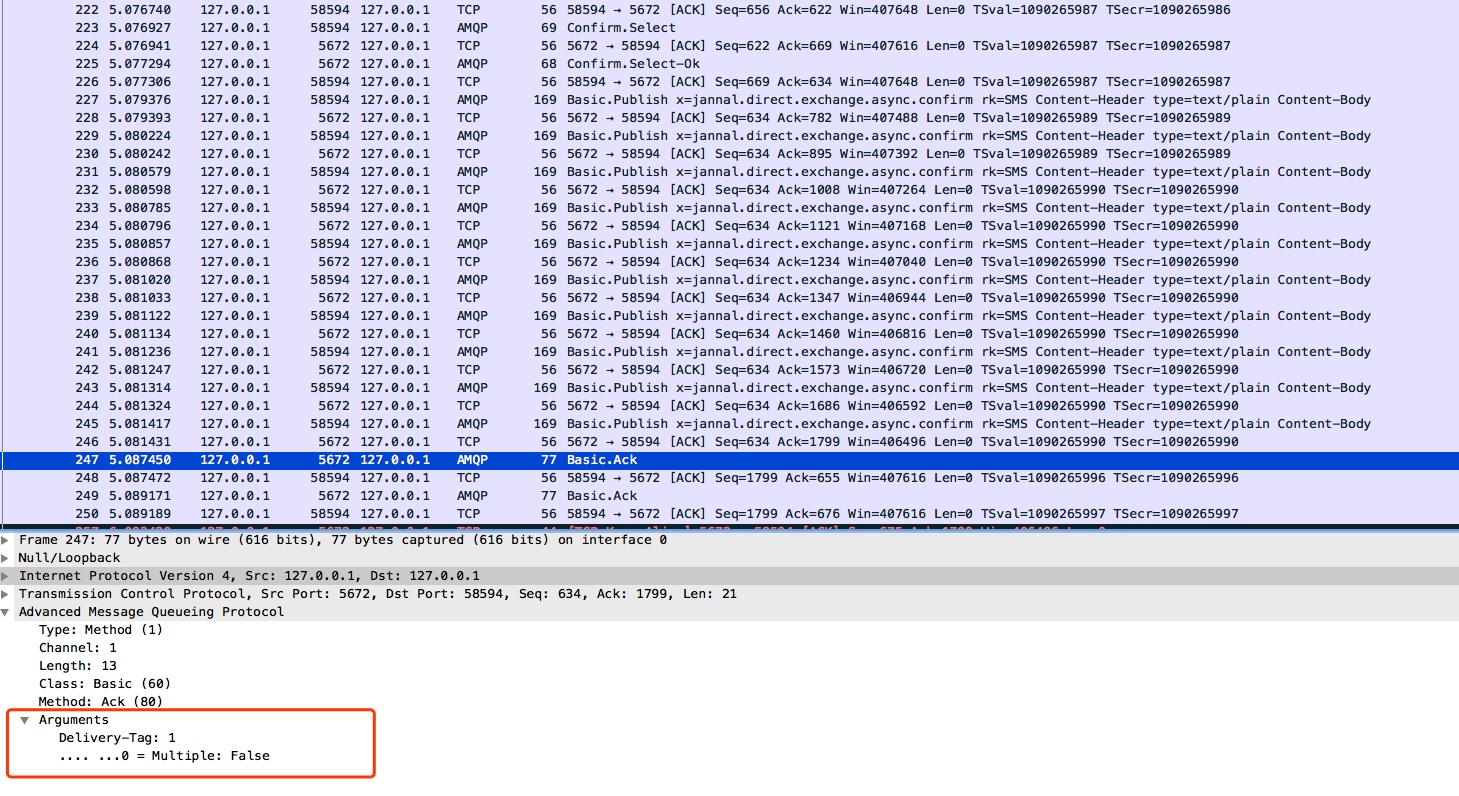 222 5.076740 127.0.0.1 58594 127.0.0.1 TCP 56 58594 → 5672 [ACK] Seq=656 Ack=622 Win=407648 Len=0 TSval=1090265987 TSecr=1090265986
223 5.076927 127.0.0.1 58594 127.0.0.1 AMQP 69 Confirm.Select
224 5.076941 127.0.0.1 5672 127.0.0.1 TCP 56 5672 → 58594 [ACK] Seq=622 Ack=669 Win=407616 Len=0 TSval=1090265987 TSecr=1090265987
225 5.077294 127.0.0.1 5672 127.0.0.1 AMQP 68 Confirm.Select-Ok
226 5.077306 127.0.0.1 58594 127.0.0.1 TCP 56 58594 → 5672 [ACK] Seq=669 Ack=634 Win=407648 Len=0 TSval=1090265987 TSecr=1090265987
227 5.079376 127.0.0.1 58594 127.0.0.1 AMQP 169 Basic.Publish x=jannal.direct.exchange.async.confirm rk=SMS Content-Header type=text/plain Content-Body
228 5.079393 127.0.0.1 5672 127.0.0.1 TCP 56 5672 → 58594 [ACK] Seq=634 Ack=782 Win=407488 Len=0 TSval=1090265989 TSecr=1090265989
229 5.080224 127.0.0.1 58594 127.0.0.1 AMQP 169 Basic.Publish x=jannal.direct.exchange.async.confirm rk=SMS Content-Header type=text/plain Content-Body
230 5.080242 127.0.0.1 5672 127.0.0.1 TCP 56 5672 → 58594 [ACK] Seq=634 Ack=895 Win=407392 Len=0 TSval=1090265989 TSecr=1090265989
231 5.080579 127.0.0.1 58594 127.0.0.1 AMQP 169 Basic.Publish x=jannal.direct.exchange.async.confirm rk=SMS Content-Header type=text/plain Content-Body
232 5.080598 127.0.0.1 5672 127.0.0.1 TCP 56 5672 → 58594 [ACK] Seq=634 Ack=1008 Win=407264 Len=0 TSval=1090265990 TSecr=1090265990
233 5.080785 127.0.0.1 58594 127.0.0.1 AMQP 169 Basic.Publish x=jannal.direct.exchange.async.confirm rk=SMS Content-Header type=text/plain Content-Body
234 5.080796 127.0.0.1 5672 127.0.0.1 TCP 56 5672 → 58594 [ACK] Seq=634 Ack=1121 Win=407168 Len=0 TSval=1090265990 TSecr=1090265990
235 5.080857 127.0.0.1 58594 127.0.0.1 AMQP 169 Basic.Publish x=jannal.direct.exchange.async.confirm rk=SMS Content-Header type=text/plain Content-Body
236 5.080868 127.0.0.1 5672 127.0.0.1 TCP 56 5672 → 58594 [ACK] Seq=634 Ack=1234 Win=407040 Len=0 TSval=1090265990 TSecr=1090265990
237 5.081020 127.0.0.1 58594 127.0.0.1 AMQP 169 Basic.Publish x=jannal.direct.exchange.async.confirm rk=SMS Content-Header type=text/plain Content-Body
238 5.081033 127.0.0.1 5672 127.0.0.1 TCP 56 5672 → 58594 [ACK] Seq=634 Ack=1347 Win=406944 Len=0 TSval=1090265990 TSecr=1090265990
239 5.081122 127.0.0.1 58594 127.0.0.1 AMQP 169 Basic.Publish x=jannal.direct.exchange.async.confirm rk=SMS Content-Header type=text/plain Content-Body
240 5.081134 127.0.0.1 5672 127.0.0.1 TCP 56 5672 → 58594 [ACK] Seq=634 Ack=1460 Win=406816 Len=0 TSval=1090265990 TSecr=1090265990
241 5.081236 127.0.0.1 58594 127.0.0.1 AMQP 169 Basic.Publish x=jannal.direct.exchange.async.confirm rk=SMS Content-Header type=text/plain Content-Body
242 5.081247 127.0.0.1 5672 127.0.0.1 TCP 56 5672 → 58594 [ACK] Seq=634 Ack=1573 Win=406720 Len=0 TSval=1090265990 TSecr=1090265990
243 5.081314 127.0.0.1 58594 127.0.0.1 AMQP 169 Basic.Publish x=jannal.direct.exchange.async.confirm rk=SMS Content-Header type=text/plain Content-Body
244 5.081324 127.0.0.1 5672 127.0.0.1 TCP 56 5672 → 58594 [ACK] Seq=634 Ack=1686 Win=406592 Len=0 TSval=1090265990 TSecr=1090265990
245 5.081417 127.0.0.1 58594 127.0.0.1 AMQP 169 Basic.Publish x=jannal.direct.exchange.async.confirm rk=SMS Content-Header type=text/plain Content-Body
246 5.081431 127.0.0.1 5672 127.0.0.1 TCP 56 5672 → 58594 [ACK] Seq=634 Ack=1799 Win=406496 Len=0 TSval=1090265990 TSecr=1090265990
247 5.087450 127.0.0.1 5672 127.0.0.1 AMQP 77 Basic.Ack
248 5.087472 127.0.0.1 58594 127.0.0.1 TCP 56 58594 → 5672 [ACK] Seq=1799 Ack=655 Win=407616 Len=0 TSval=1090265996 TSecr=1090265996
249 5.089171 127.0.0.1 5672 127.0.0.1 AMQP 77 Basic.Ack
250 5.089189 127.0.0.1 58594 127.0.0.1 TCP 56 58594 → 5672 [ACK] Seq=1799 Ack=676 Win=407616 Len=0 TSval=1090265997 TSecr=1090265997
Frame 247: 77 bytes on wire (616 bits), 77 bytes captured (616 bits) on interface 0
Null/Loopback
Internet Protocol Version 4, Src: 127.0.0.1, Dst: 127.0.0.1
Transmission Control Protocol, Src Port: 5672, Dst Port: 58594, Seq: 634, Ack: 1799, Len: 21
Advanced Message Queueing Protocol
Type: Method (1)
Channel: 1
Length: 13
Class: Basic (60)
Method: Ack (80)
Arguments
Delivery-Tag: 1
.... ...0 = Multiple: False